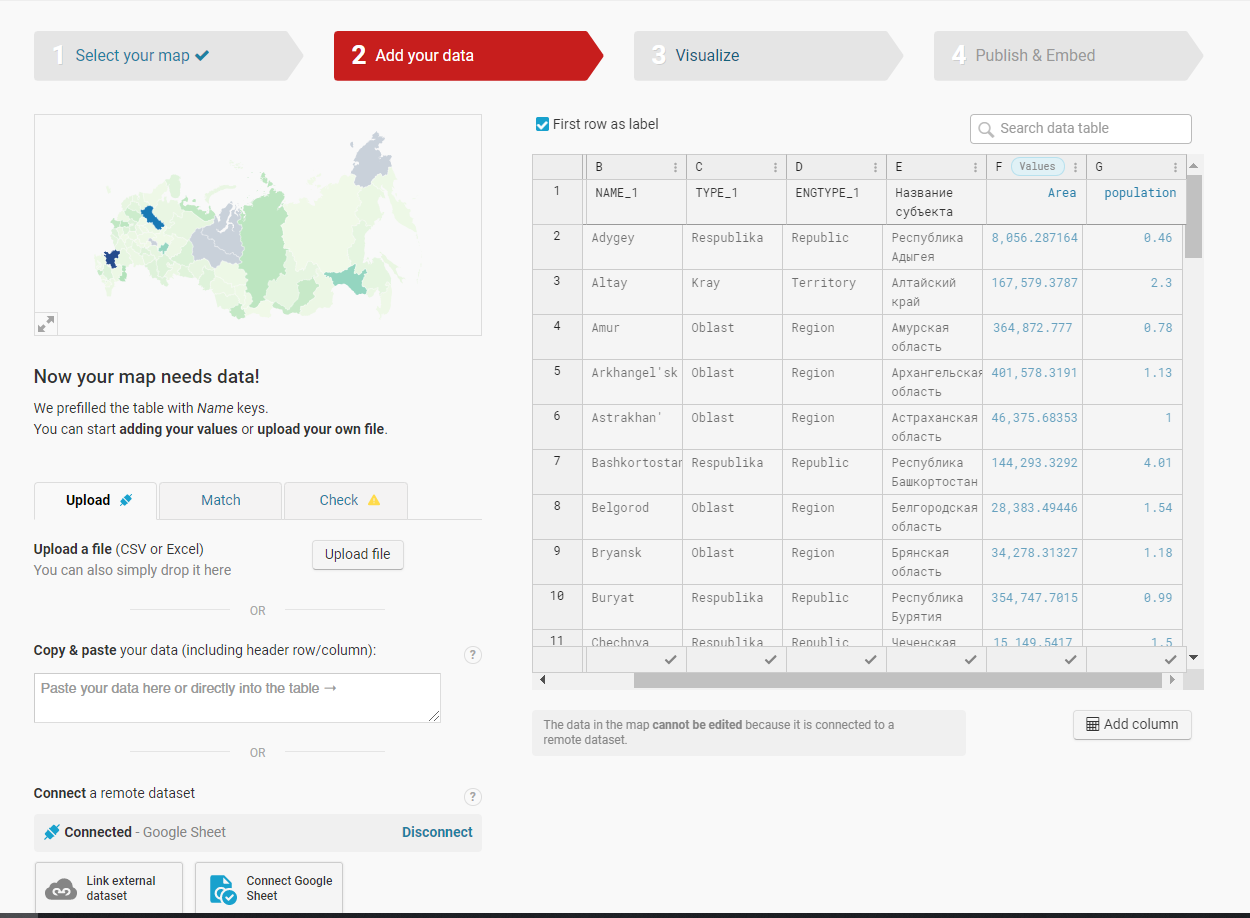 1 Select your map
2 Add your data
3 Visualize
4 Publish & Embed
Now your map needs data!
We prefilled the table with Name keys.
You can start adding your values or upload your own file.
Upload
Match
Check
Upload a file (CSV or Excel)
You can also simply drop it here
Upload file
OR
Copy & paste your data (including header row/column):
?
Paste your data here or directly into the table →
OR
Connect a remote dataset
?
Connected - Google Sheet
Disconnect
Link external
dataset
Connect Google
Sheet
First row as label
Search data table
B C D E F Values G
1 NAME_1 TYPE_1 ENGTYPE_1 Название Area population
субъекта
2 Adygey Respublika Republic Республика 8,056.287164 0.46
Адыгея
3 Altay Kray Territory Алтайский 167,579.3787 2.3
край
4 Amur Oblast Region Амурская 364,872.777 0.78
область
5 Arkhangel'sk Oblast Region Архангельская 401,578.3191 1.13
область
6 Astrakhan' Oblast Region Астраханская 46,375.68353 1
область
7 Bashkortostan Respublika Republic Республика 144,293.3292 4.01
Башкортостан
8 Belgorod Oblast Region Белгородская 28,383.49446 1.54
область
9 Bryansk Oblast Region Брянская 34,278.31327 1.18
область
10 Buryat Respublika Republic Республика 354,747.7015 0.99
Бурятия
11 Chechnya Respublika Republic Чеченская 15,149.5417 1.5
The data in the map cannot be edited because it is connected to a
remote dataset.
Add column